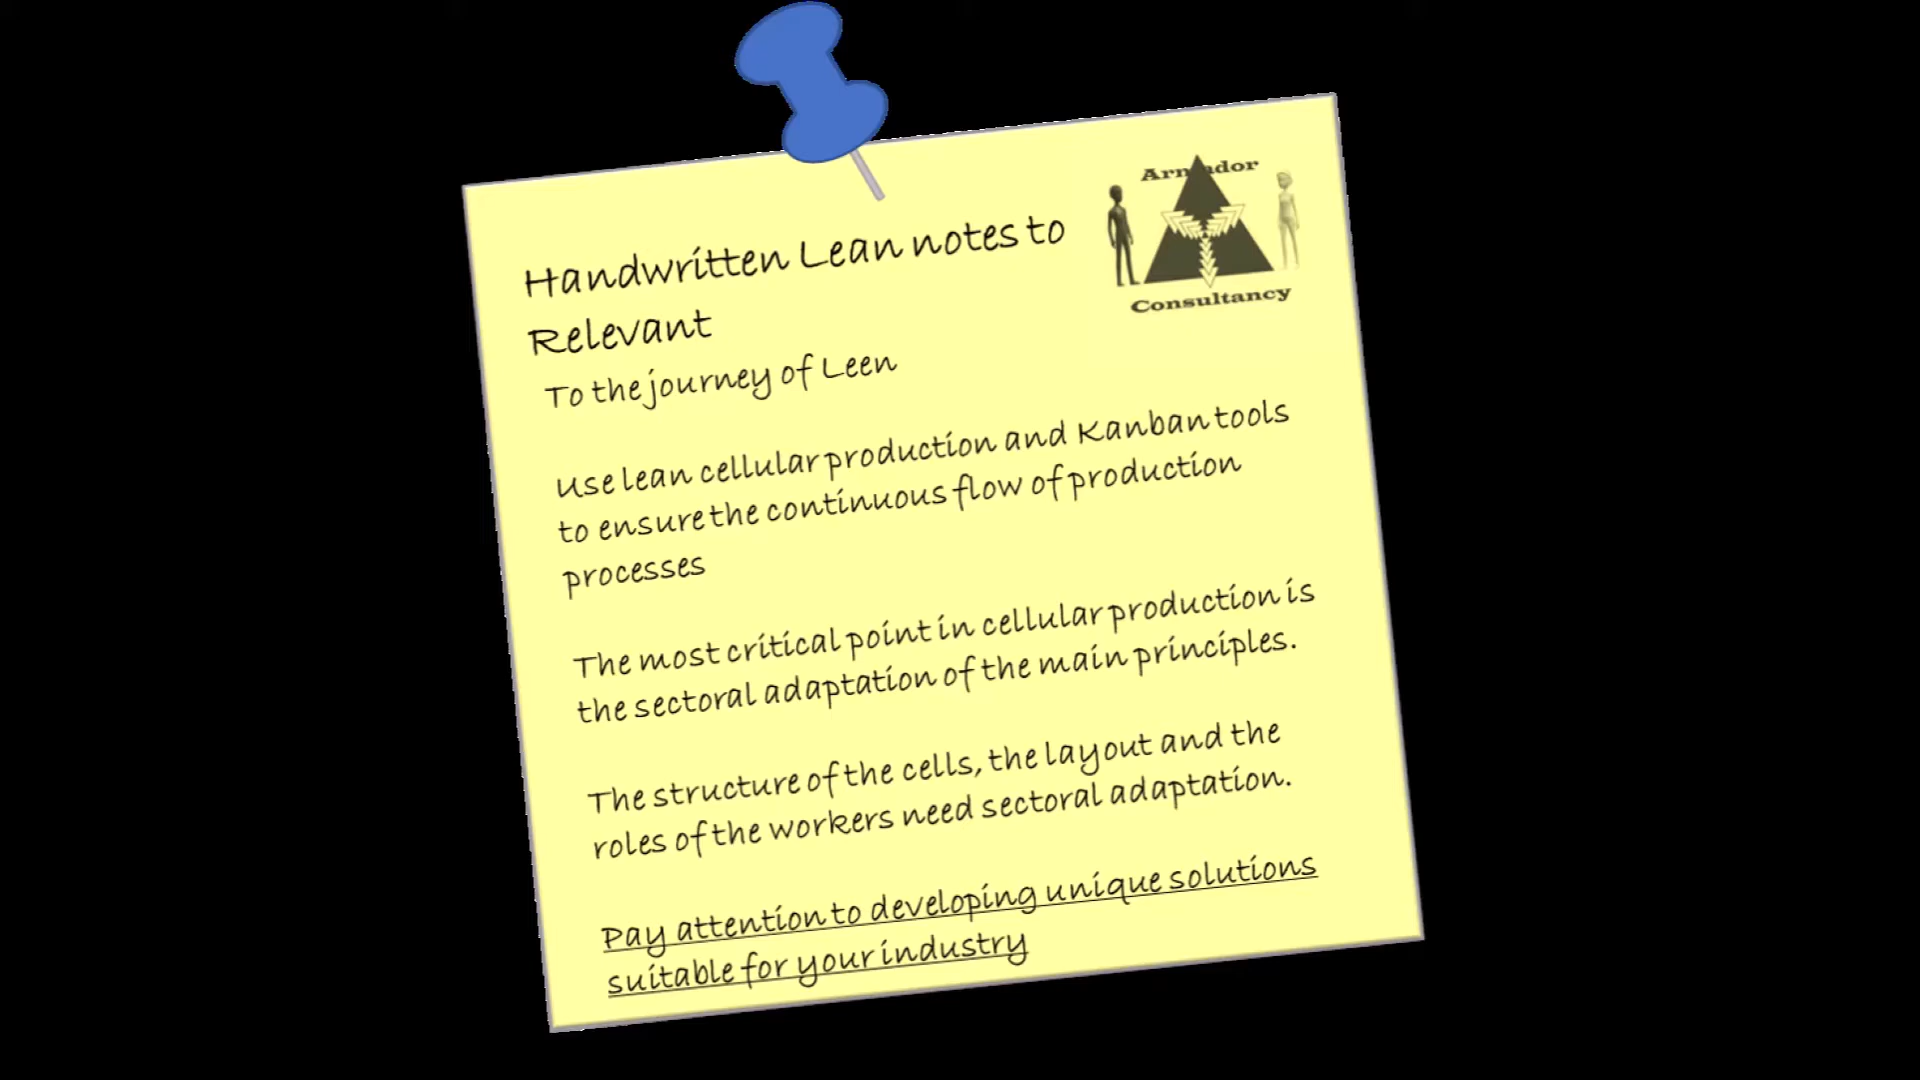 Handwritten Lean notes to
Relevant
To the journey of Leen
Use lean cellular production and Kanban tools
to ensure the continuous flow of production
processes
The most critical point in cellular production is
the sectoral adaptation of the main principles.
The structure of the cells, the layout and the
roles of the workers need sectoral adaptation.
Pay attention to developing unique solutions
suitable for your industry
Consultancy